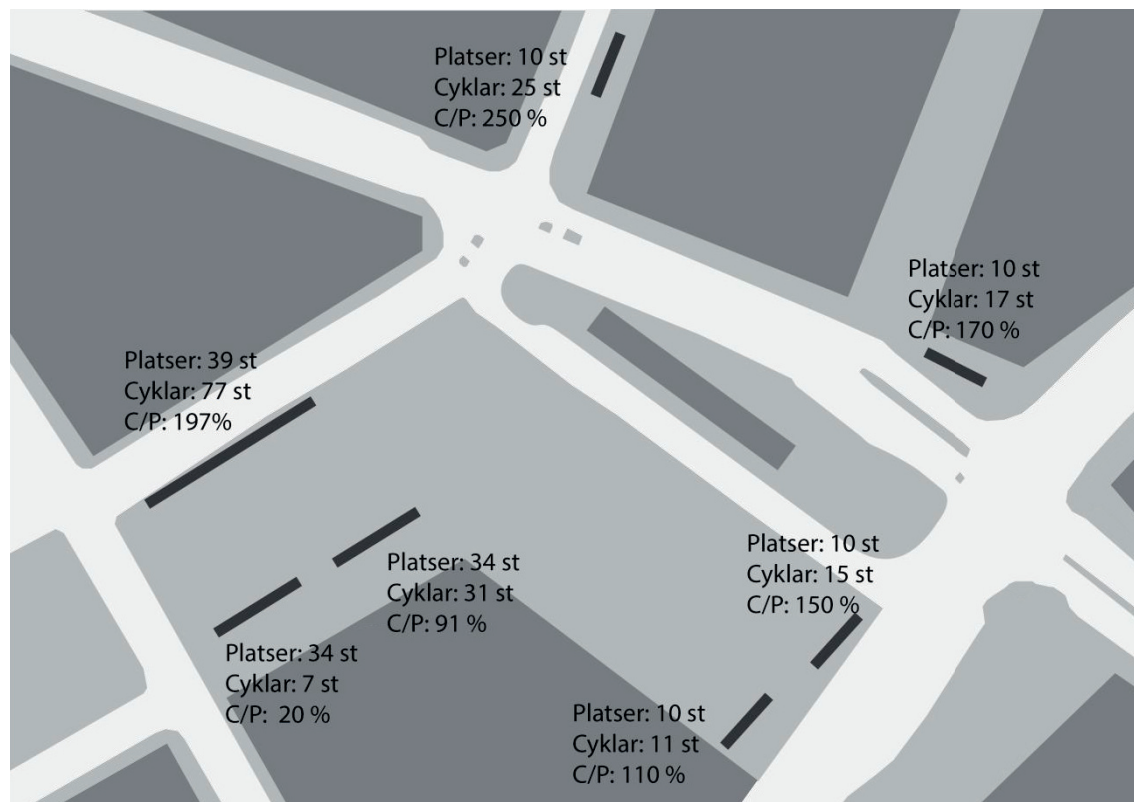 Platser: 10 st
Cyklar: 25 st
C/P: 250 %
Platser: 10 st
Cyklar: 17 st
C/P: 170 %
Platser: 39 st
Cyklar: 77 st
C/P: 197%
Platser: 34 st
Cyklar: 31 st
C/P: 91 %
Platser: 10 st
Cyklar: 15 st
C/P: 150 %
Platser: 34 st
Cyklar: 7 st
C/P: 20 %
Platser: 10 st
Cyklar: 11 st
C/P: 110 %